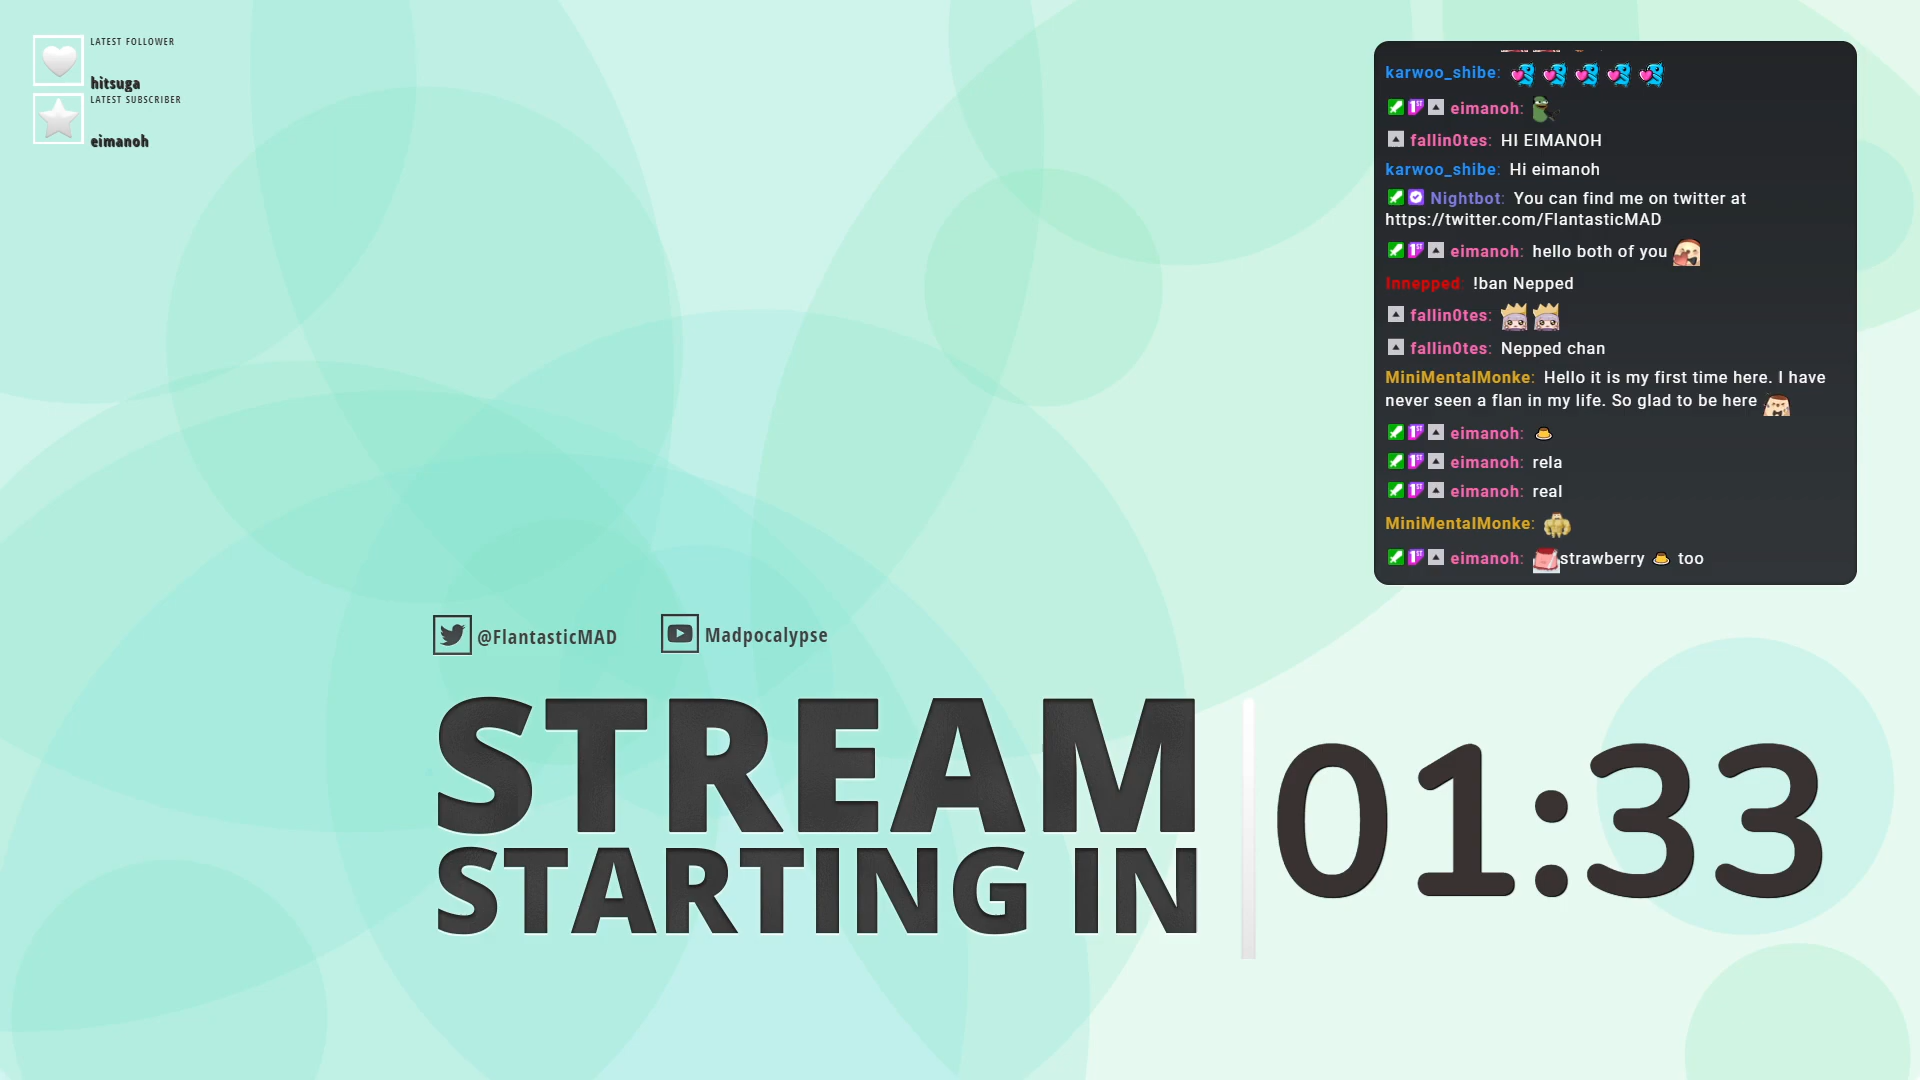 LATEST FOLLOWER
hitsuga
LATEST SUBSCRIBER
eimanoh
karwoo_shibe:
eimanoh:
fallin0tes: HI EIMANOH
karwoo_shibe: Hi eimanoh
Nightbot: You can find me on twitter at
https://twitter.com/FlantasticMAD
eimanoh: hello both of you
Innepped: !ban Nepped
fallin0tes:
fallin0tes: Nepped chan
MiniMentalMonke: Hello it is my first time here. I have
never seen a flan in my life. So glad to be here
eimanoh: 🍮
eimanoh: rela
eimanoh: real
MiniMentalMonke:
eimanoh: strawberry 🍮 too
@FlantasticMAD
Madpocalypse
STREAM
STARTING IN
01:33